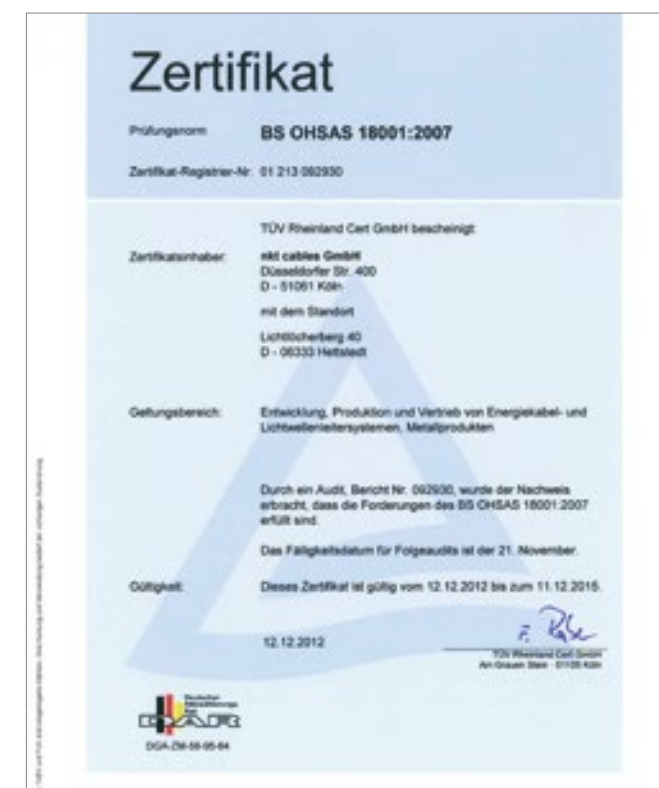 Zertifikat
Prüfungsnorm BS OHSAS 18001:2007
Zertifikat-Registrier-Nr. 01 213 092930
TÜV Rheinland Cert GmbH bescheinigt:
Zertifikatsinhaber: nkt cables GmbH
Düsseldorfer Str. 400
D - 51061 Köln
mit dem Standort
Lichtlöcherberg 40
D - 06333 Hettstedt
Geltungsbereich: Entwicklung, Produktion und Vertrieb von Energiekabel- und
Lichtwellenleitersystemen, Metallprodukten
Durch ein Audit, Bericht Nr. 092930, wurde der Nachweis
erbracht, dass die Forderungen des BS OHSAS 18001:2007
erfüllt sind.
Das Fälligkeitsdatum für Folgeaudits ist der 21. November.
Gültigkeit: Dieses Zertifikat ist gültig vom 12.12.2012 bis zum 11.12.2015.
12.12.2012
TÜV Rheinland Cert GmbH
Am Grauen Stein · 51105 Köln
Deutscher
Akkreditierungs
Rat
DAR
DGA-ZM-58-95-64